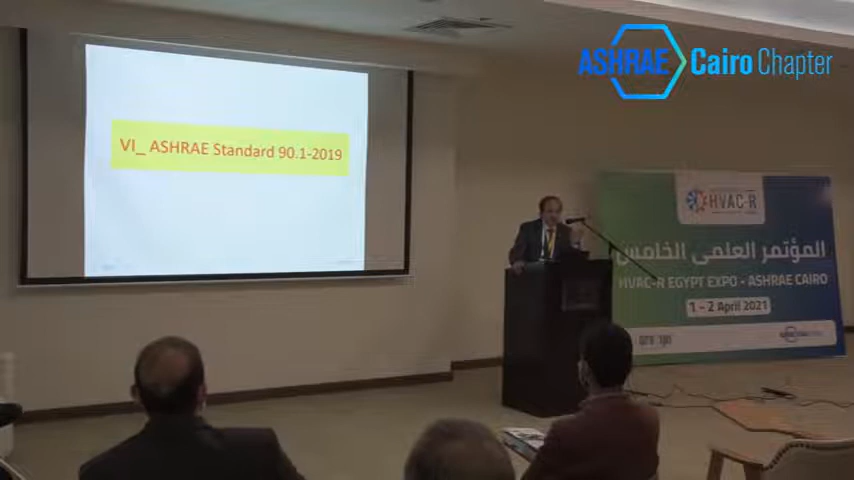 ASHRAE Cairo Chapter
VI_ ASHRAE Standard 90.1-2019
HVAC-R
المؤتمر العلمى الخامس
HVAC-R EGYPT EXPO - ASHRAE CAIRO
1 - 2 April 2021